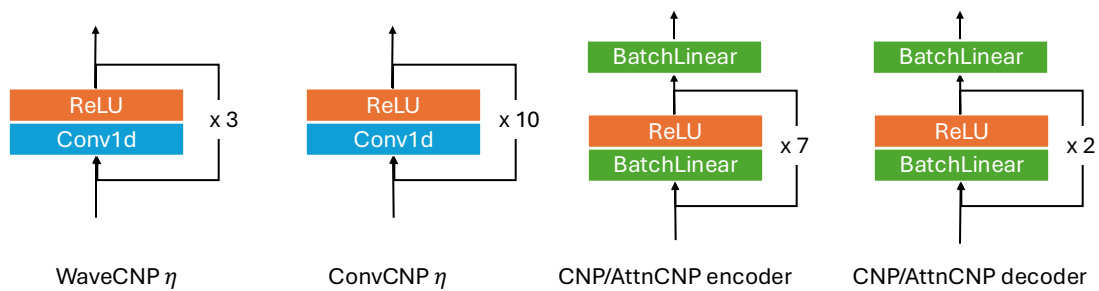 ReLU
Conv1d
x 3
WaveCNP η
ReLU
Conv1d
x 10
ConvCNP η
BatchLinear
ReLU
BatchLinear
x 7
CNP/AttnCNP encoder
BatchLinear
ReLU
BatchLinear
x 2
CNP/AttnCNP decoder